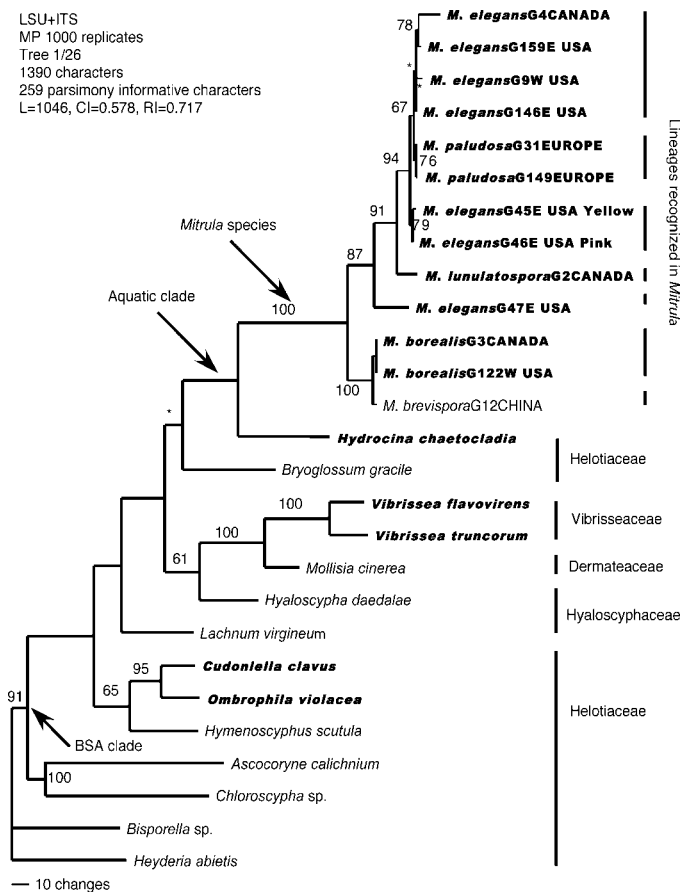 LSU+ITS
MP 1000 replicates
Tree 1/26
1390 characters
259 parsimony informative characters
L=1046, CI=0.578, RI=0.717
78
M. elegansG4CANADA
M. elegansG159E USA
*
M. elegansG9W USA
*
67
M. elegansG146E USA
M. paludosaG31EUROPE
94
76
M. paludosaG149EUROPE
M. elegansG45E USA Yellow
91
79
M. elegansG46E USA Pink
Lineages recognized in Mitrula
Mitrula species
87
M. lunulatosporaG2CANADA
Aquatic clade
100
M. elegansG47E USA
M. borealisG3CANADA
M. borealisG122W USA
100
M. brevisporaG12CHINA
*
Hydrocina chaetocladia
Bryoglossum gracile
Helotiaceae
100
Vibrissea flavovirens
100
Vibrissea truncorum
Vibrisseaceae
61
Mollisia cinerea
Dermateaceae
Hyaloscypha daedalae
Hyaloscyphaceae
Lachnum virgineum
95
Cudoniella clavus
65
Ombrophila violacea
Helotiaceae
91
Hymenoscyphus scutula
BSA clade
Ascocoryne calichnium
100
Chloroscypha sp.
Bisporella sp.
Heyderia abietis
10 changes